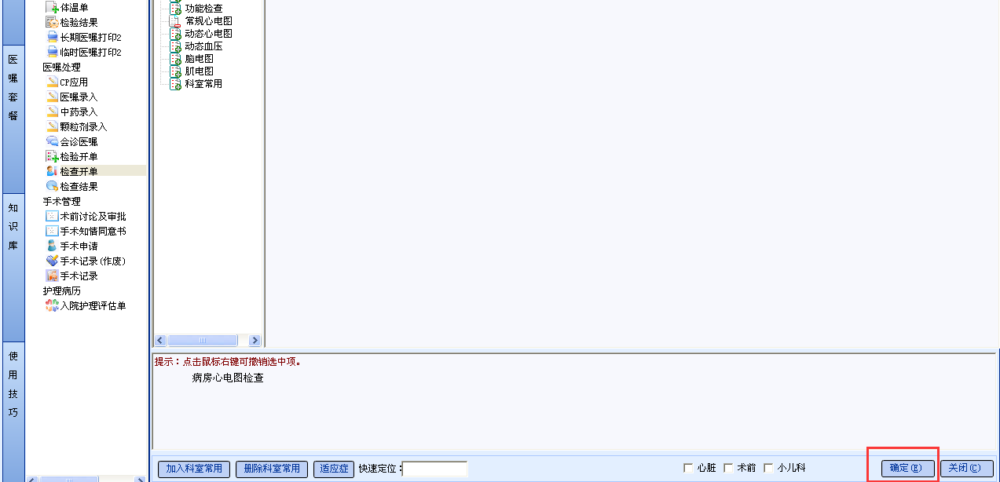 医
嘱
套
餐
知
识
库
使
用
技
巧
体温单
检验结果
长期医嘱打印2
临时医嘱打印2
医嘱处理
CP应用
医嘱录入
中药录入
颗粒剂录入
会诊医嘱
检验开单
检查开单
检查结果
手术管理
术前讨论及审批
手术知情同意书
手术申请
手术记录(作废)
手术记录
护理病历
入院护理评估单
功能检查
常规心电图
动态心电图
动态血压
脑电图
肌电图
科室常用
提示：点击鼠标右键可撤销选中项。
病房心电图检查
加入科室常用 删除科室常用 适应症 快速定位： 心脏 术前 小儿科 确定(E) 关闭(C)